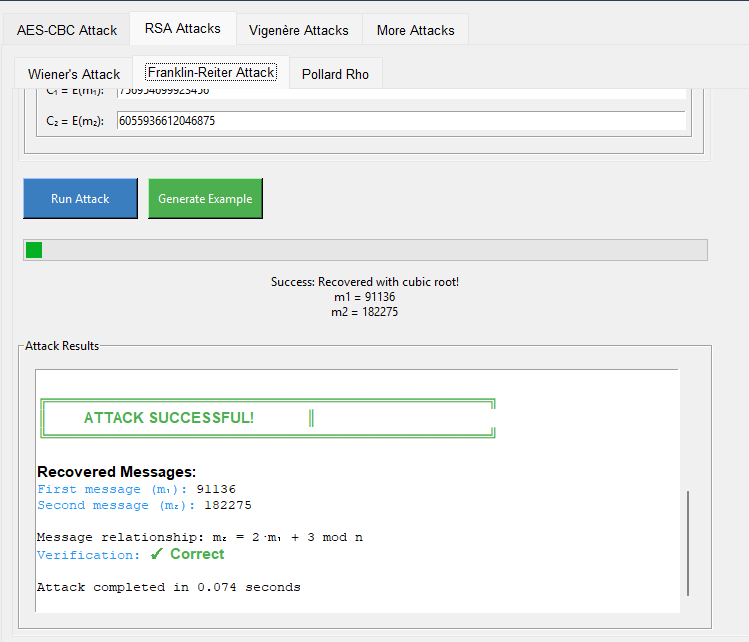 AES-CBC Attack RSA Attacks Vigenère Attacks More Attacks
Wiener's Attack Franklin-Reiter Attack Pollard Rho
C₁ = E(m₁): 756954699923456
C₂ = E(m₂): 6055936612046875
Run Attack Generate Example
Success: Recovered with cubic root!
m1 = 91136
m2 = 182275
Attack Results
ATTACK SUCCESSFUL!
Recovered Messages:
First message (m₁): 91136
Second message (m₂): 182275
Message relationship: m₂ = 2·m₁ + 3 mod n
Verification: ✓ Correct
Attack completed in 0.074 seconds